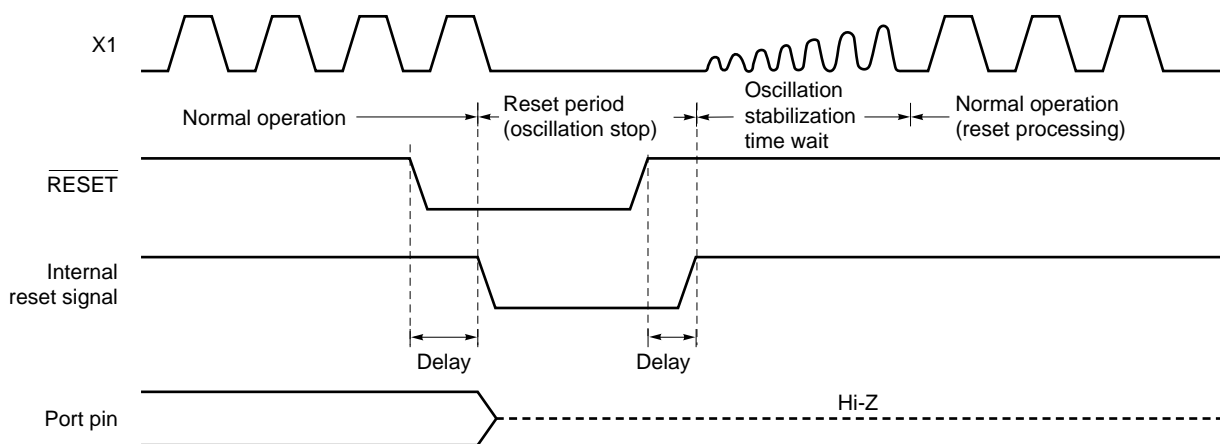 X1
Normal operation
Reset period
(oscillation stop)
Oscillation
stabilization
time wait
Normal operation
(reset processing)
RESET
Internal
reset signal
Delay
Delay
Port pin
Hi-Z